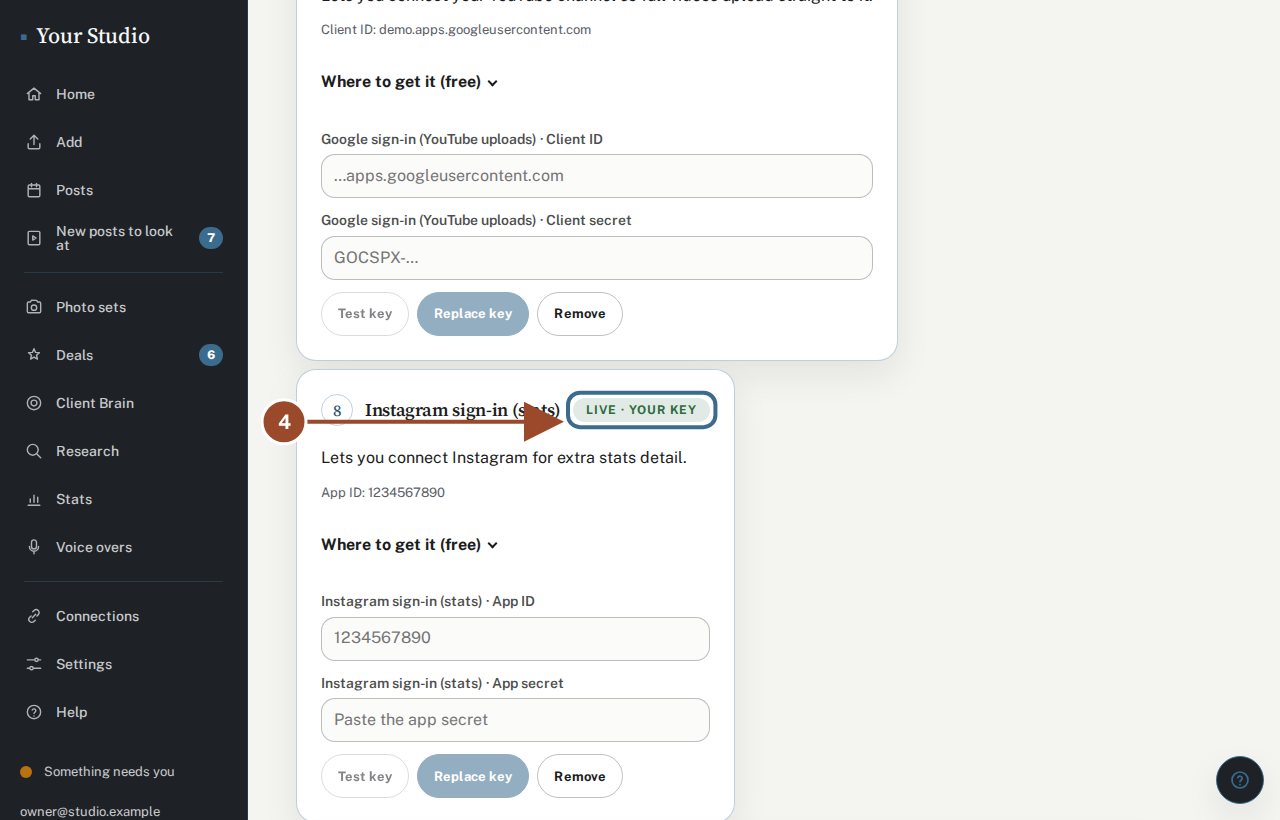 Your Studio
Home
Add
Posts
New posts to look at
7
Photo sets
Deals
6
Client Brain
Research
Stats
Voice overs
Connections
Settings
Help
Something needs you
owner@studio.example
Client ID: demo.apps.googleusercontent.com
Where to get it (free)
Google sign-in (YouTube uploads) · Client ID
...apps.googleusercontent.com
Google sign-in (YouTube uploads) · Client secret
GOCSPX-...
Test key
Replace key
Remove
4
8
Instagram sign-in (stats)
LIVE · YOUR KEY
Lets you connect Instagram for extra stats detail.
App ID: 1234567890
Where to get it (free)
Instagram sign-in (stats) · App ID
1234567890
Instagram sign-in (stats) · App secret
Paste the app secret
Test key
Replace key
Remove